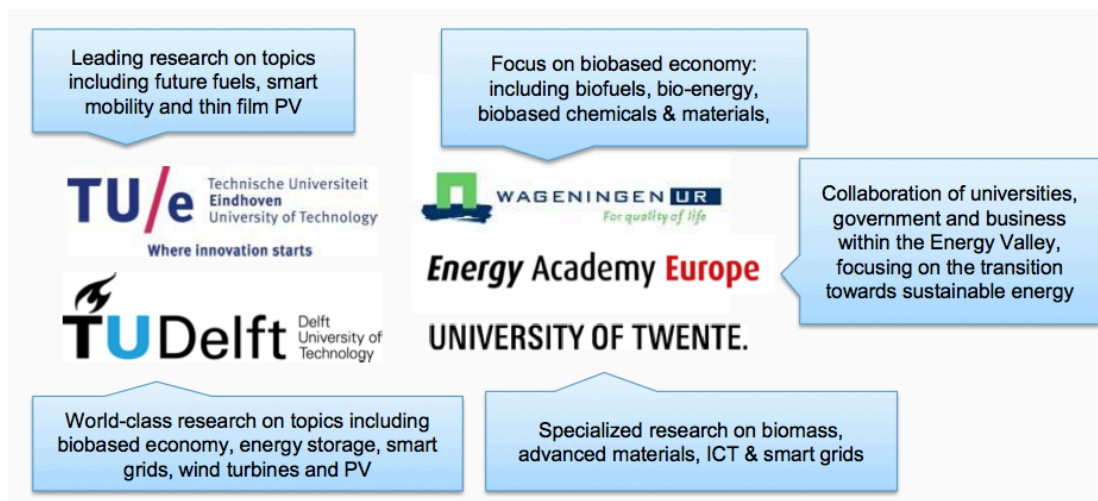 Leading research on topics
including future fuels, smart
mobility and thin film PV
Focus on biobased economy:
including biofuels, bio-energy,
biobased chemicals & materials,
TU/e
Technische Universiteit
Eindhoven
University of Technology
Where innovation starts
WAGENINGEN UR
For quality of life
Collaboration of universities,
government and business
within the Energy Valley,
focusing on the transition
towards sustainable energy
Energy Academy Europe
TUDelft
Delft
University of
Technology
UNIVERSITY OF TWENTE.
World-class research on topics including
biobased economy, energy storage, smart
grids, wind turbines and PV
Specialized research on biomass,
advanced materials, ICT & smart grids